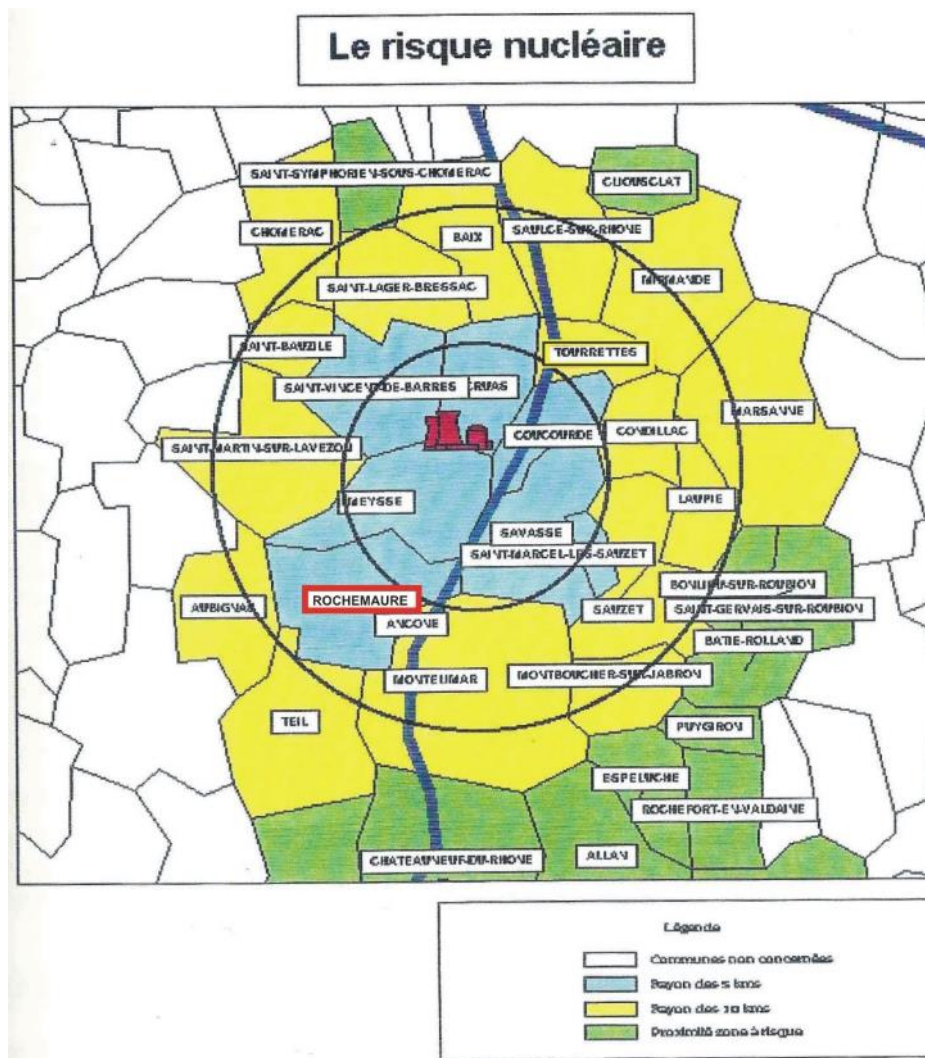 Le risque nucléaire
SAINT-SYMPHORIEN-SOUS-CHOMERAC
CLIOUSCLAT
CHOMERAC
SAULCE-SUR-RHONE
BAIX
MIRMANDE
SAINT-LAGER-BRESSAC
SAINT-BAUZILE
TOURRETTES
SAINT-VINCENT-DE-BARRES
CRUAS
MARSANNE
COUCOURDE
CONDILLAC
SAINT-MARTIN-SUR-LAVEZON
MEYSSE
LAUPIE
SAVASSE
SAINT-MARCEL-LES-SAUZET
BONLIEU-SUR-ROUBION
ROCHEMAURE
AUBIGNAS
SAUZET
SAINT-GERVAIS-SUR-ROUBION
ANCONE
BATIE-ROLLAND
MONTELIMAR
MONTBOUCHER-SUR-JABRON
TEIL
PUYGIRON
ESPELUCHE
ROCHEFORT-EN-VALDAINE
CHATEAUNEUF-DU-RHONE
ALLAN
Légende
Communes non concernées
Rayon des 5 kms
Rayon des 10 kms
Proximité zone à risque